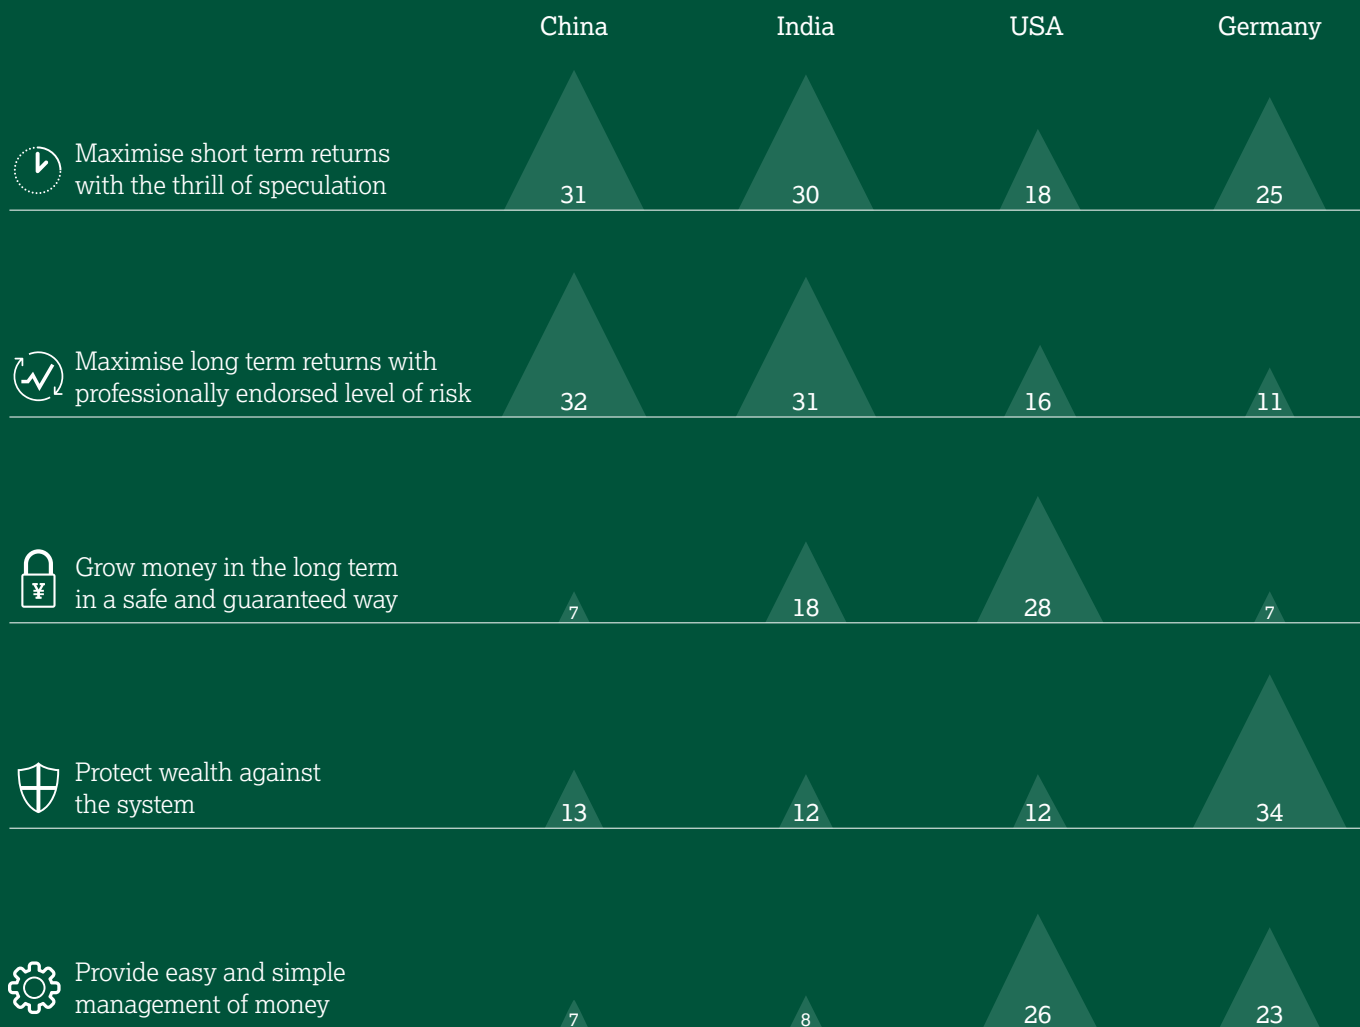 China India USA Germany
Maximise short term returns
with the thrill of speculation
31 30 18 25
Maximise long term returns with
professionally endorsed level of risk
32 31 16 11
¥
Grow money in the long term
in a safe and guaranteed way
7 18 28 7
Protect wealth against
the system
13 12 12 34
Provide easy and simple
management of money
7 8 26 23